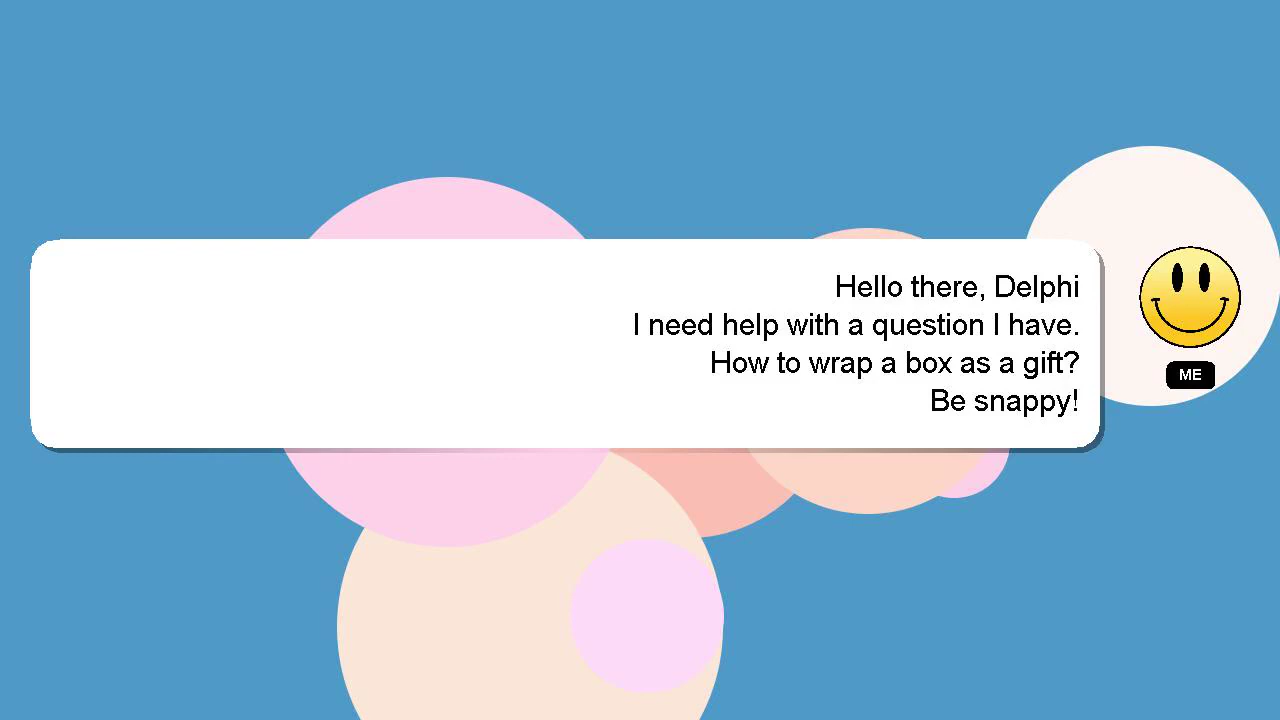 Hello there, Delphi
I need help with a question I have.
How to wrap a box as a gift?
Be snappy!
ME